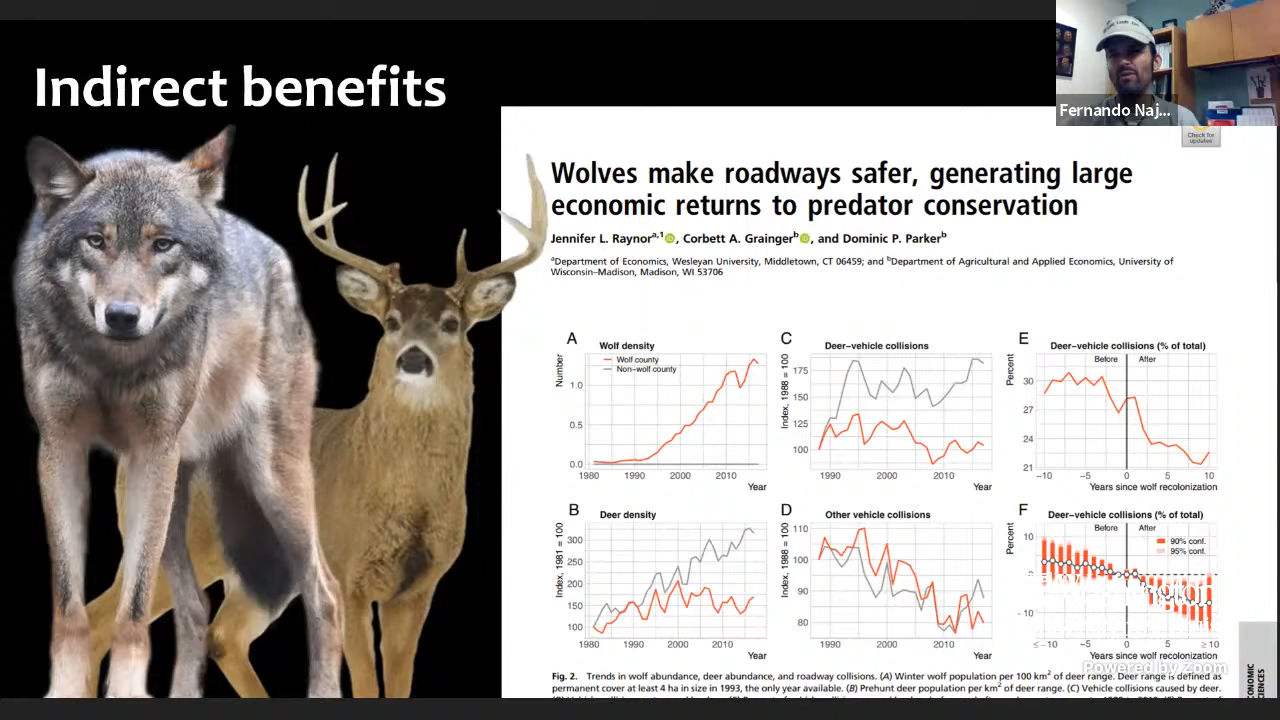 Indirect benefits
Fernando Naj...
Check for
updates
Wolves make roadways safer, generating large
economic returns to predator conservation
Jennifer L. Raynor^a,1, Corbett A. Grainger^b, and Dominic P. Parker^b
^aDepartment of Economics, Wesleyan University, Middletown, CT 06459; and ^bDepartment of Agricultural and Applied Economics, University of
Wisconsin–Madison, Madison, WI 53706
A
Wolf density
Number
Wolf county
Non-wolf county
1.0
0.5
0.0
1980 1990 2000 2010
Year
C
Deer–vehicle collisions
Index, 1988 = 100
175
150
125
100
1990 2000 2010
Year
E
Deer–vehicle collisions (% of total)
Before After
Percent
30
27
24
21
−10 −5 0 5 10
Years since wolf recolonization
B
Deer density
Index, 1981 = 100
300
250
200
150
100
1980 1990 2000 2010
Year
D
Other vehicle collisions
Index, 1988 = 100
110
100
90
80
1990 2000 2010
Year
F
Deer–vehicle collisions (% of total)
Before After
90% conf.
95% conf.
Percent
10
−10
≤−10 −5 0 5 ≥10
Years since wolf recolonization
Powered by Zoom
Fig. 2. Trends in wolf abundance, deer abundance, and roadway collisions. (A) Winter wolf population per 100 km² of deer range. Deer range is defined as
permanent cover at least 4 ha in size in 1993, the only year available. (B) Prehunt deer population per km² of deer range. (C) Vehicle collisions caused by deer.